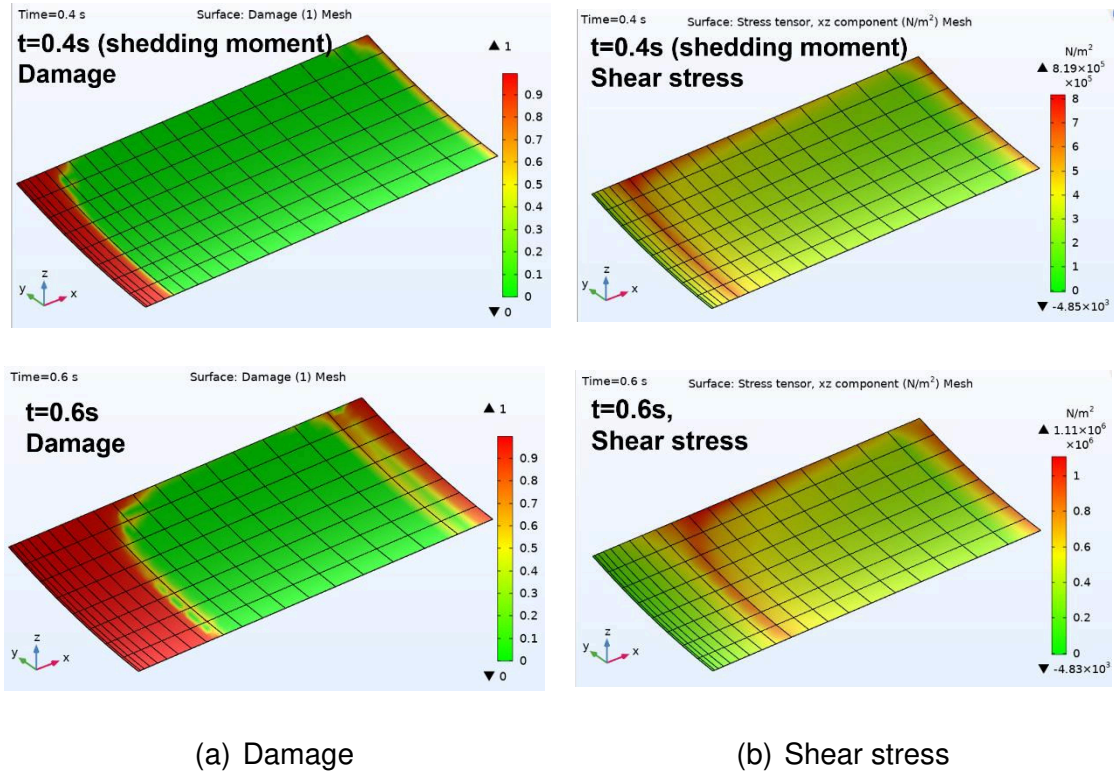 Time=0.4 s Surface: Damage (1) Mesh
t=0.4s (shedding moment)
Damage
▲ 1
0.9
0.8
0.7
0.6
0.5
0.4
0.3
0.2
0.1
0
▼ 0
z
y
x
Time=0.4 s Surface: Stress tensor, xz component (N/m²) Mesh
t=0.4s (shedding moment)
Shear stress
N/m²
▲ 8.19×10⁵
×10⁵
8
7
6
5
4
3
2
1
0
▼ -4.85×10³
z
y
x
Time=0.6 s Surface: Damage (1) Mesh
t=0.6s
Damage
▲ 1
0.9
0.8
0.7
0.6
0.5
0.4
0.3
0.2
0.1
0
▼ 0
z
y
x
Time=0.6 s Surface: Stress tensor, xz component (N/m²) Mesh
t=0.6s,
Shear stress
N/m²
▲ 1.11×10⁶
×10⁶
1
0.8
0.6
0.4
0.2
0
▼ -4.83×10³
z
y
x
(a) Damage
(b) Shear stress